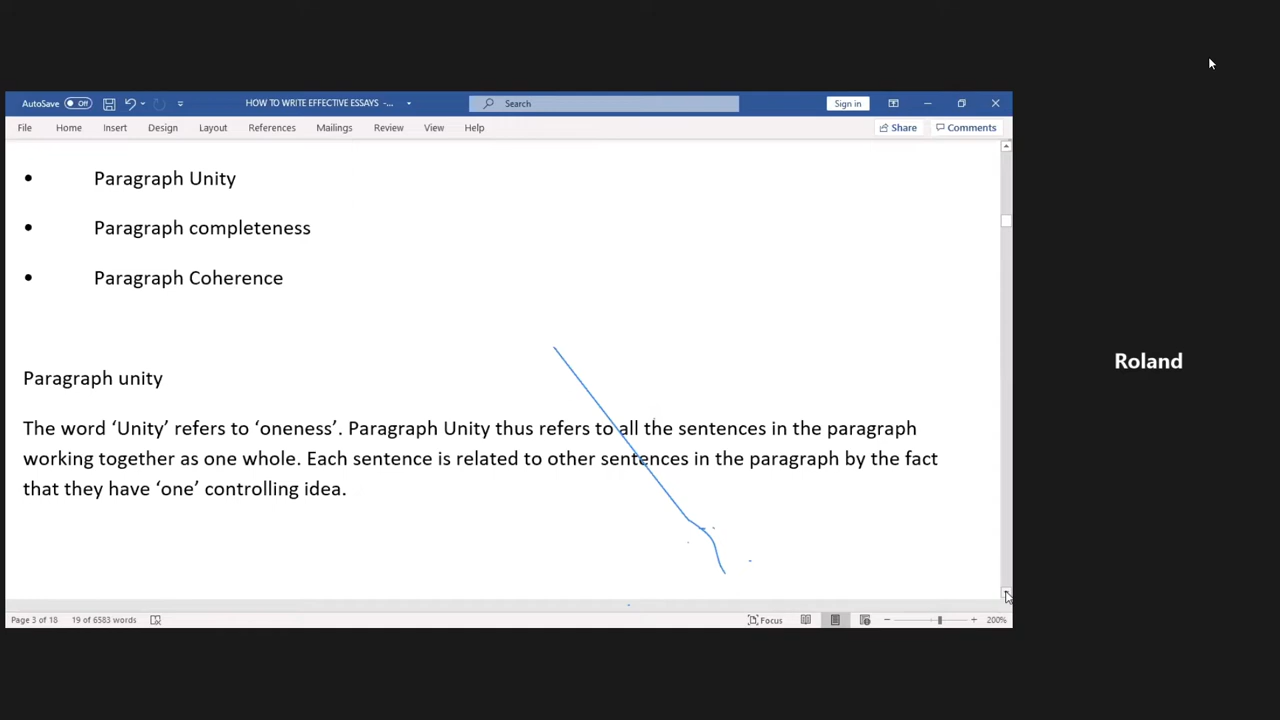 AutoSave Off HOW TO WRITE EFFECTIVE ESSAYS -... Search Sign in
File Home Insert Design Layout References Mailings Review View Help Share Comments
• Paragraph Unity
• Paragraph completeness
• Paragraph Coherence
Paragraph unity
The word ‘Unity’ refers to ‘oneness’. Paragraph Unity thus refers to all the sentences in the paragraph
working together as one whole. Each sentence is related to other sentences in the paragraph by the fact
that they have ‘one’ controlling idea.
Roland
Page 3 of 18 19 of 6583 words Focus 200%